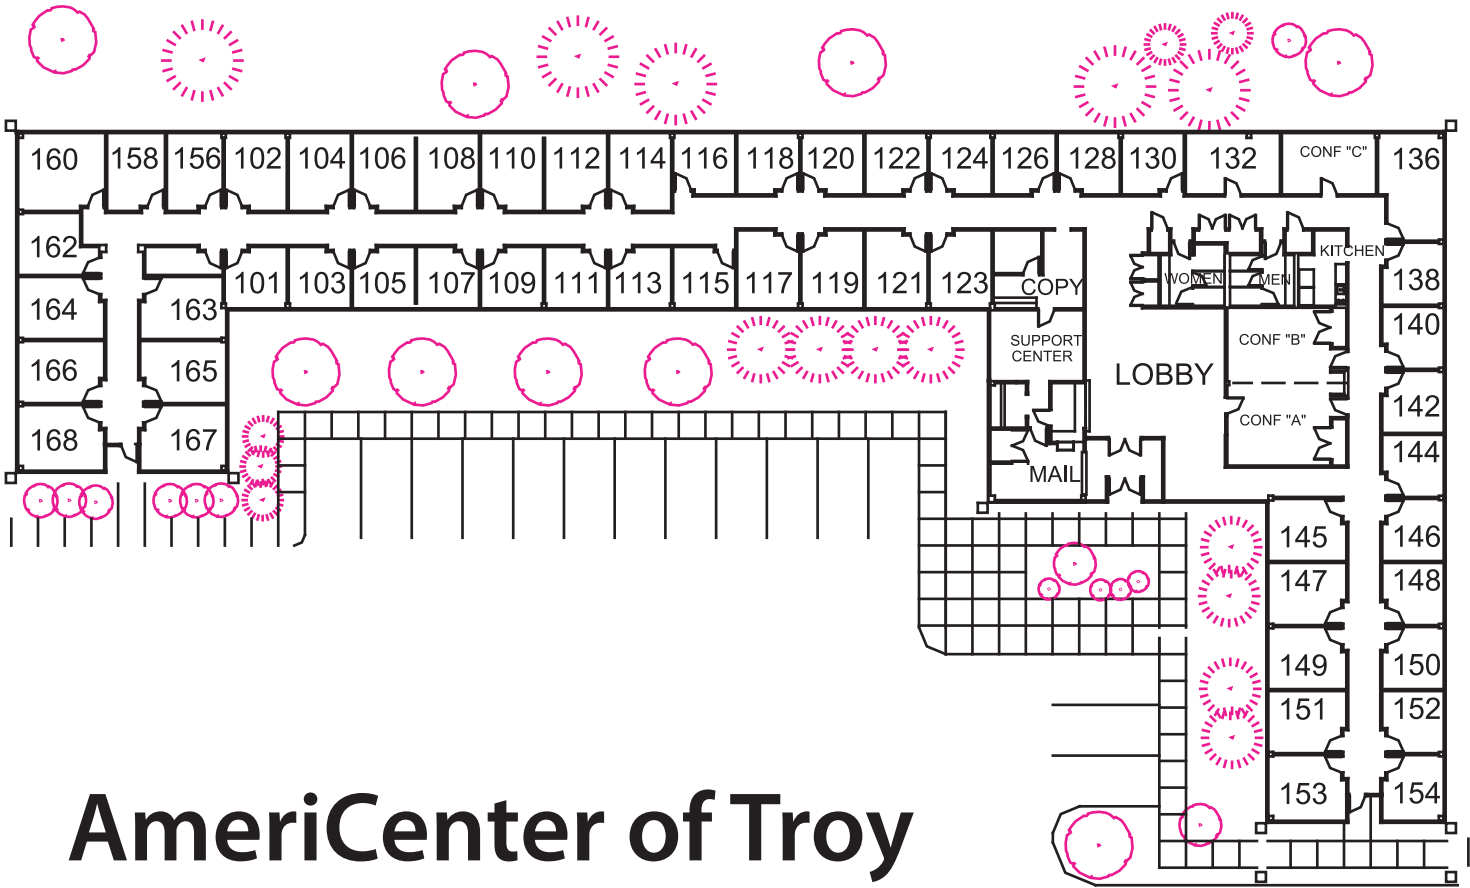 160 158 156 102 104 106 108 110 112 114 116 118 120 122 124 126 128 130 132 CONF "C" 136
162 KITCHEN
101 103 105 107 109 111 113 115 117 119 121 123 COPY WOMEN MEN 138
164 163
140
SUPPORT
CENTER
CONF "B"
166 165
LOBBY
142
CONF "A"
168 167
144
MAIL
145 146
147 148
149 150
151 152
153 154
AmeriCenter of Troy